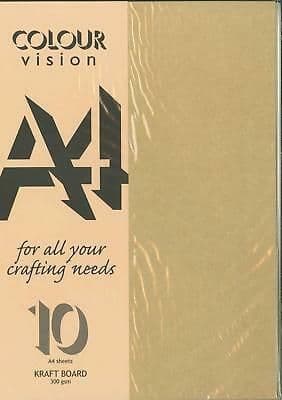 COLOUR
vision
A4
for all your
crafting needs
10
A4 sheets
KRAFT BOARD
300 gsm